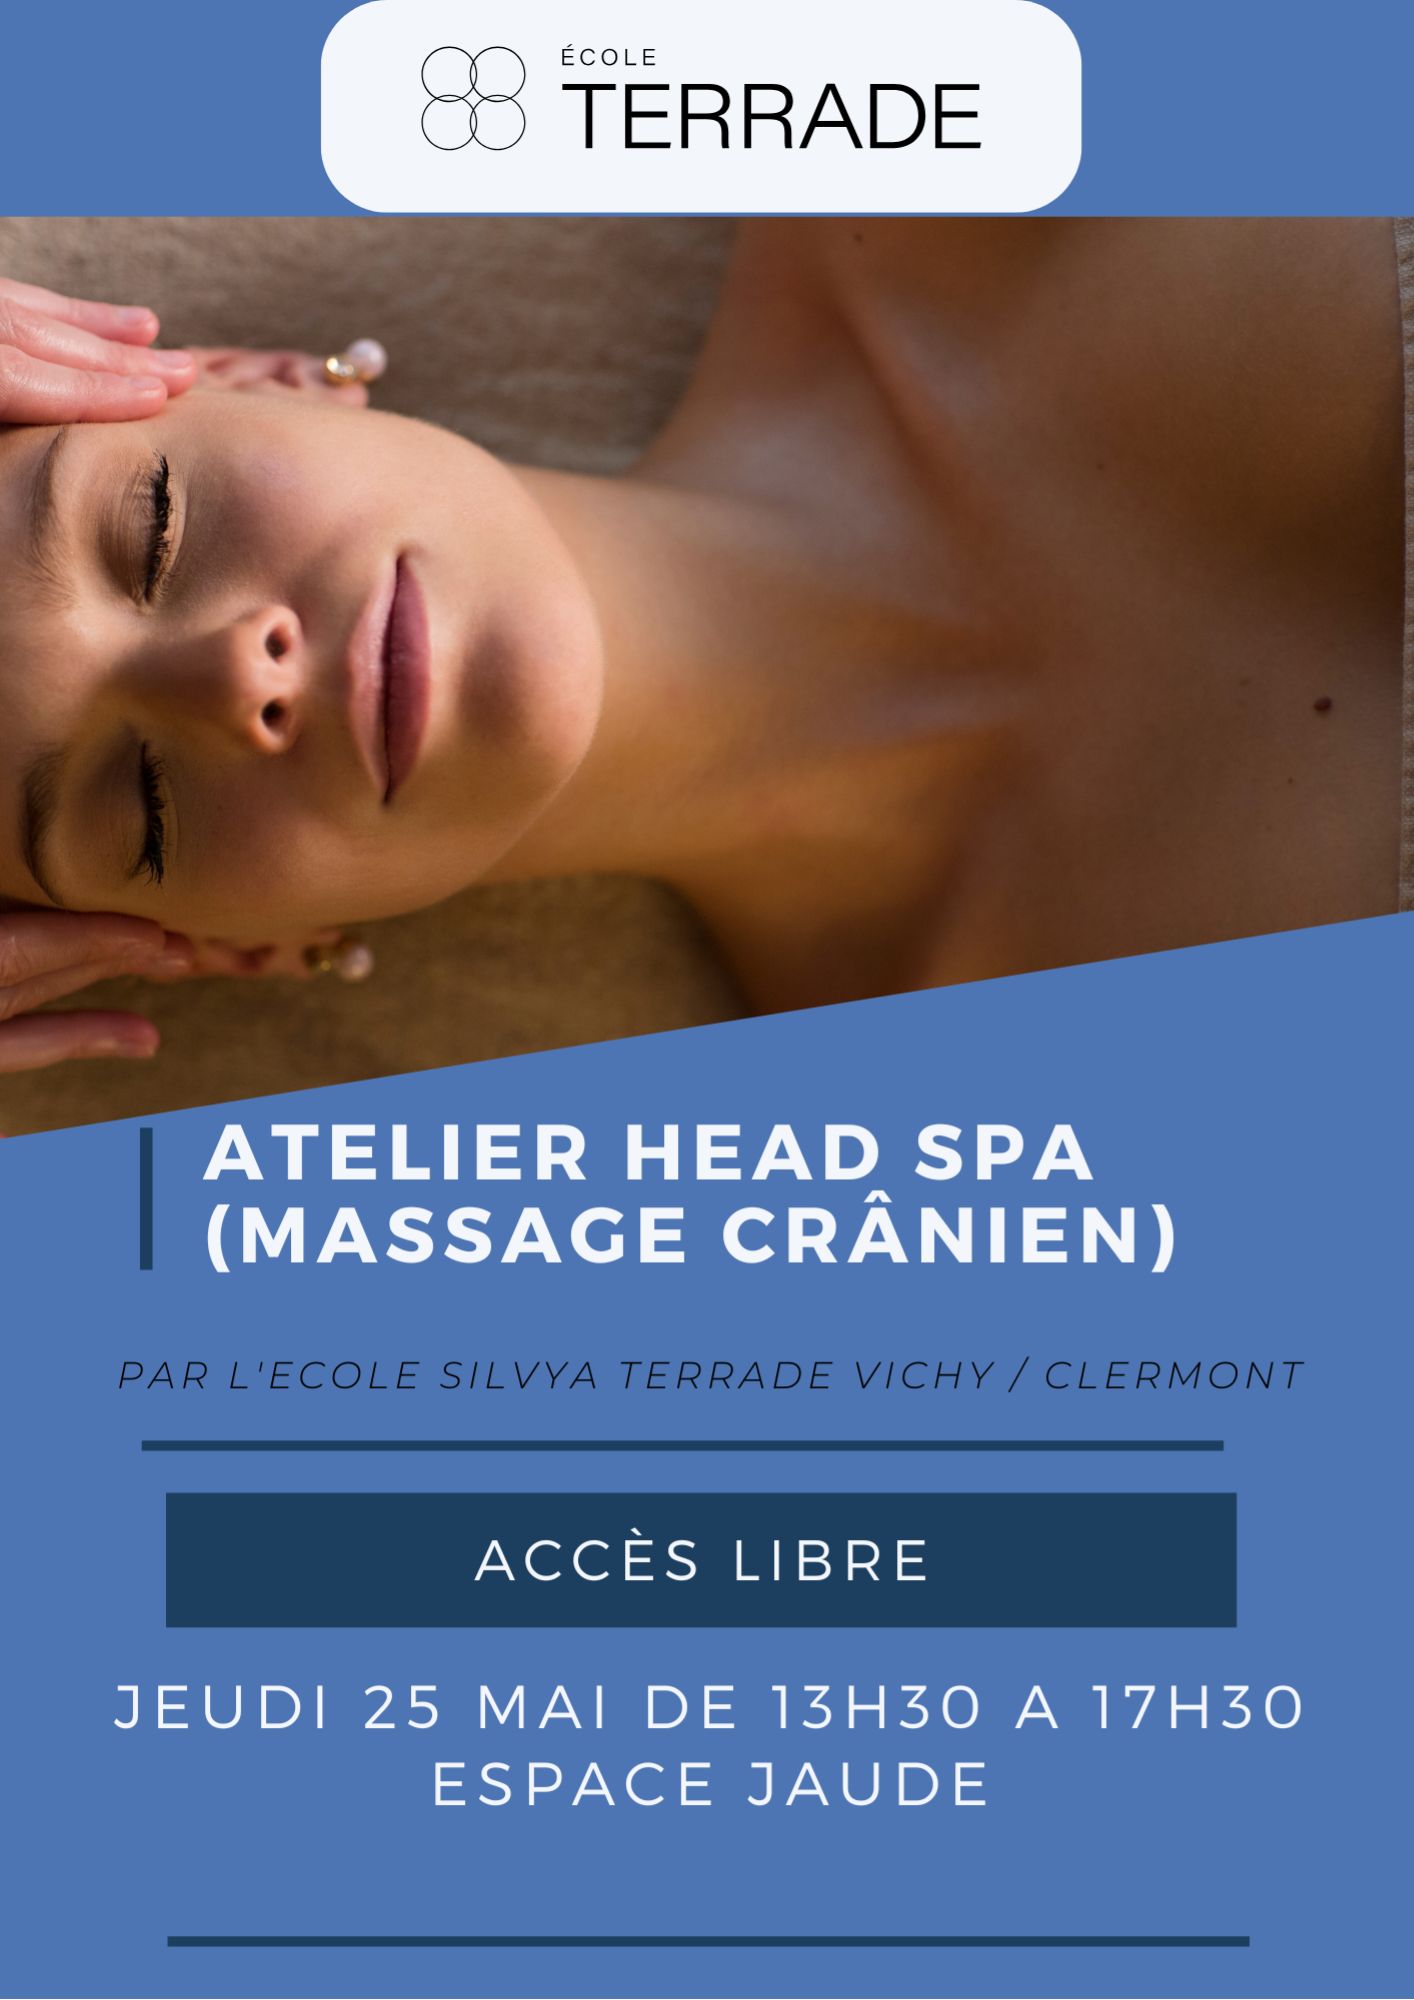 ÉCOLE
TERRADE
ATELIER HEAD SPA
(MASSAGE CRÂNIEN)
PAR L'ECOLE SILVYA TERRADE VICHY / CLERMONT
ACCÈS LIBRE
JEUDI 25 MAI DE 13H30 A 17H30
ESPACE JAUDE